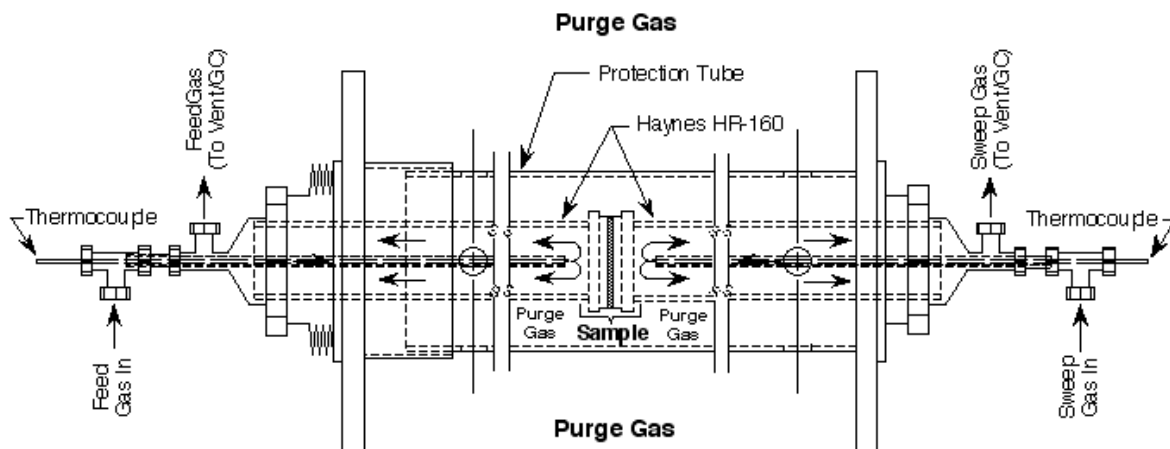 Purge Gas
Protection Tube
Haynes HR-160
FeedGas
(To Vent/GC)
Sweep Gas
(To Vent/GC)
Thermocouple
Thermocouple
Purge
Gas
Sample
Purge
Gas
Feed
Gas In
Sweep
Gas In
Purge Gas